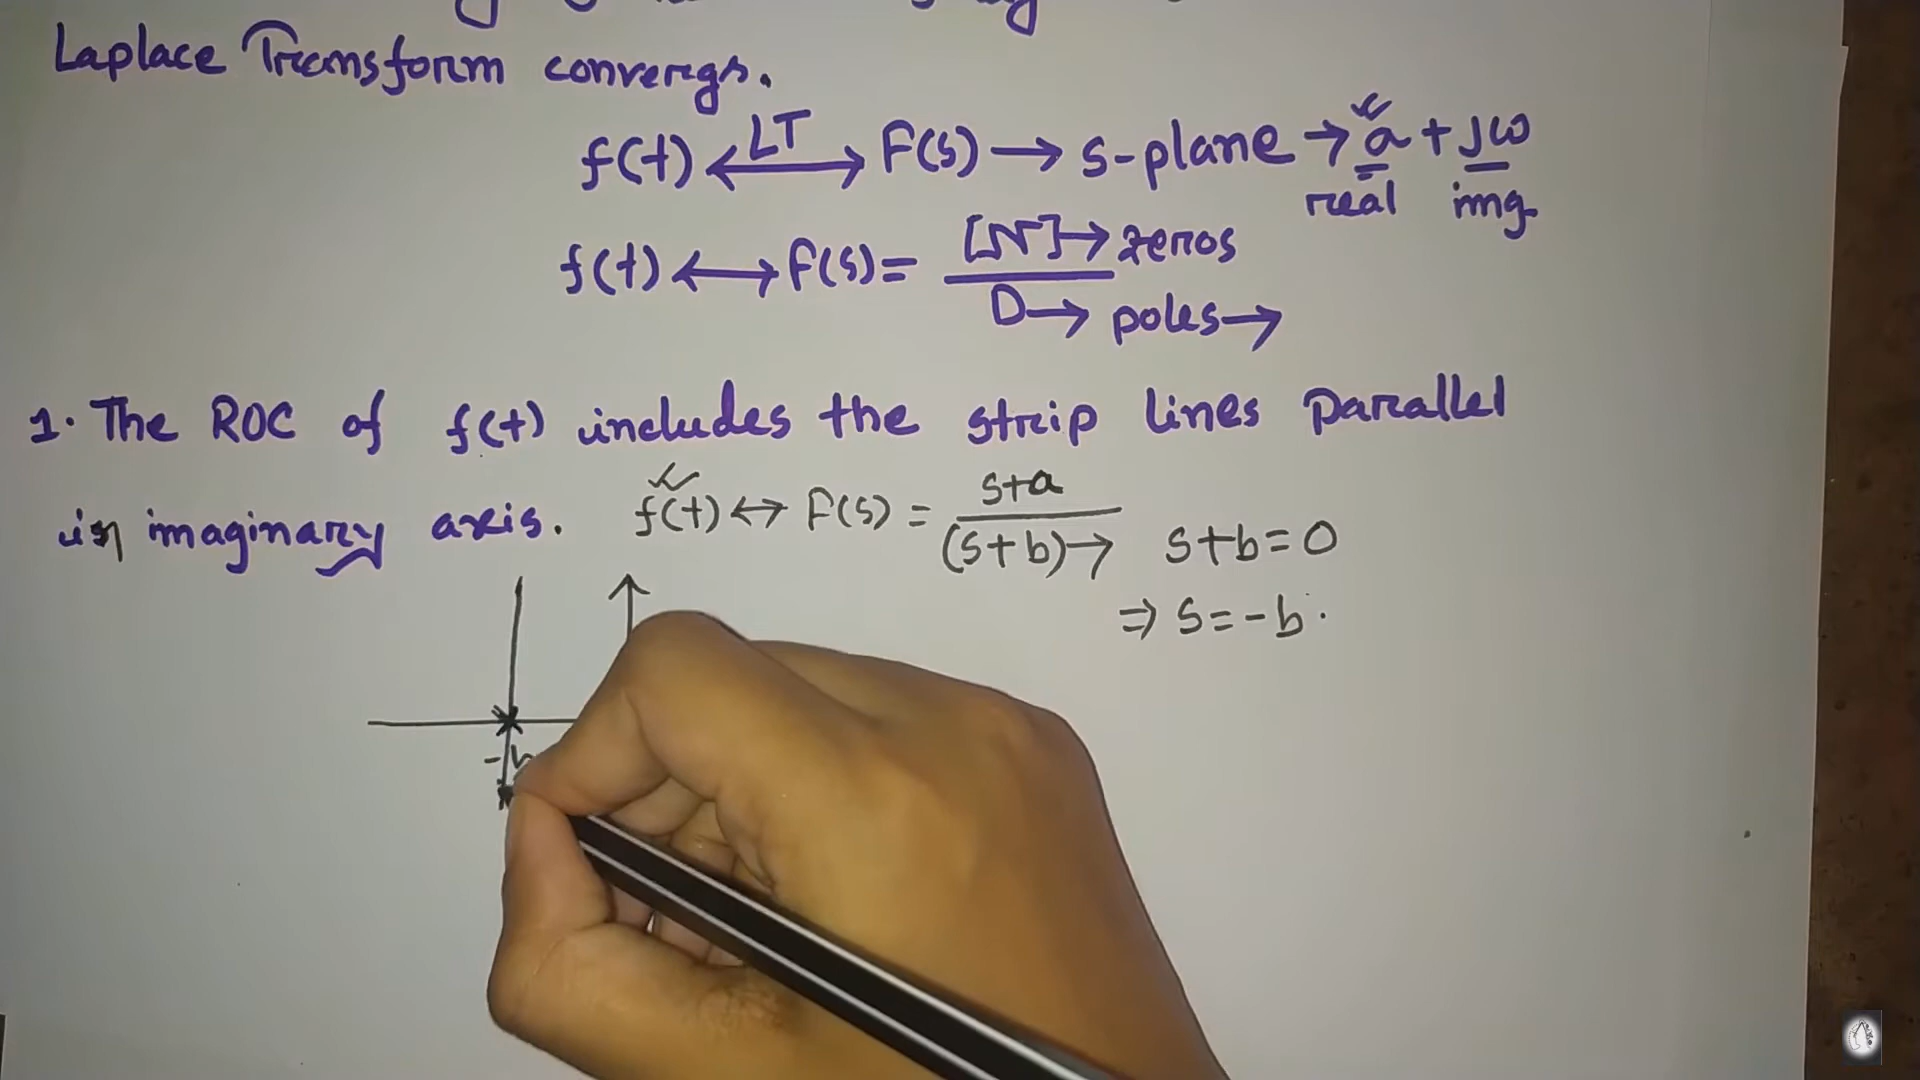 Laplace Transform convergs.
f(t) ⟷ LT F(s) → s-plane → a + jω
real img.
f(t) ⟷ F(s) = [N] → zeros
D → poles →
1. The ROC of f(t) includes the strip lines parallel
in imaginary axis. f(t) ↔ F(s) = s+a
(s+b) → s+b=0
⇒ s=-b.